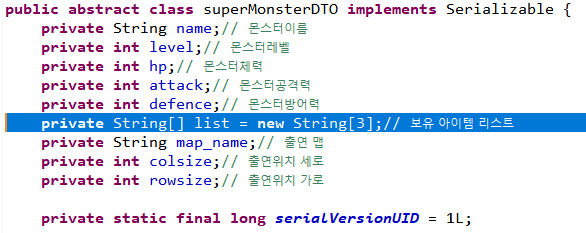 public abstract class superMonsterDTO implements Serializable {
private String name;// 몬스터이름
private int level;// 몬스터레벨
private int hp;// 몬스터체력
private int attack;// 몬스터공격력
private int defence;// 몬스터방어력
private String[] list = new String[3];// 보유 아이템 리스트
private String map_name;// 출연 맵
private int colsize;// 출연위치 세로
private int rowsize;// 출연위치 가로
private static final long serialVersionUID = 1L;